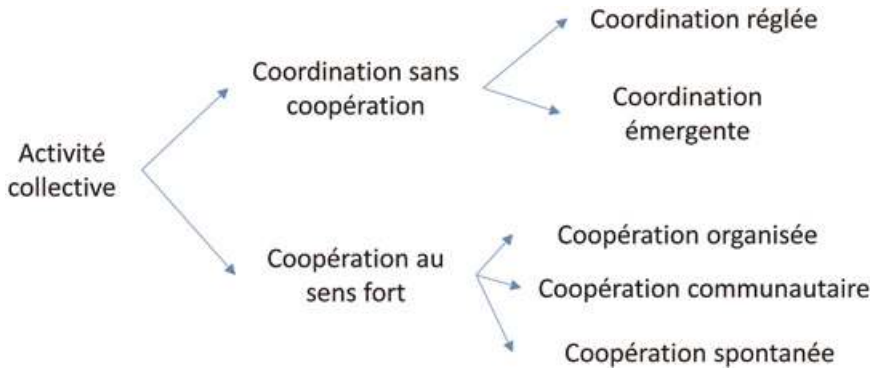 Activité
collective
Coordination sans
coopération
Coordination réglée
Coordination
émergente
Coopération au
sens fort
Coopération organisée
Coopération communautaire
Coopération spontanée